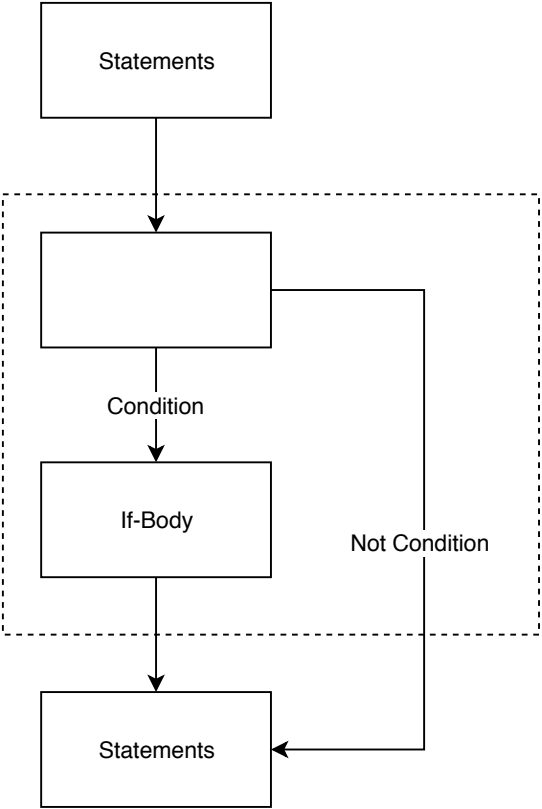 Statements
Condition
If-Body
Not Condition
Statements